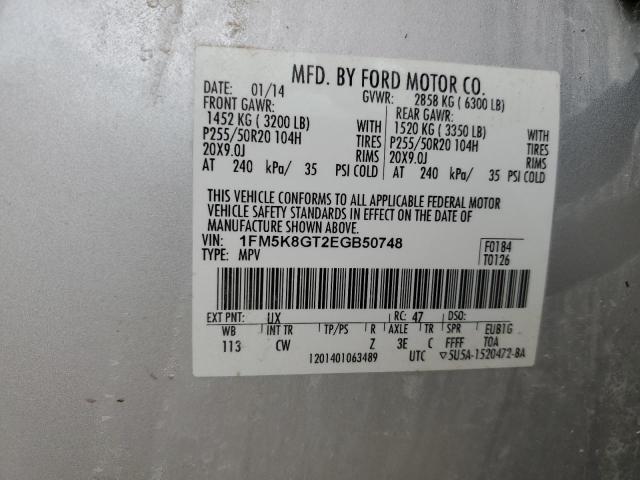 MFD. BY FORD MOTOR CO.
DATE: 01/14 GVWR: 2858 KG ( 6300 LB)
FRONT GAWR: REAR GAWR:
1452 KG ( 3200 LB) WITH 1520 KG ( 3350 LB) WITH
P255/50R20 104H TIRES P255/50R20 104H TIRES
20X9.0J RIMS 20X9.0J RIMS
AT 240 kPa/ 35 PSI COLD AT 240 kPa/ 35 PSI COLD
THIS VEHICLE CONFORMS TO ALL APPLICABLE FEDERAL MOTOR
VEHICLE SAFETY STANDARDS IN EFFECT ON THE DATE OF
MANUFACTURE SHOWN ABOVE.
VIN: 1FM5K8GT2EGB50748 F0184
TYPE: MPV T0126
EXT PNT: UX RC: 47 DSO:
WB INT TR TP/PS R AXLE TR SPR EUB1G
113 CW Z 3E C FFFF TOA
1201401063489 UTC ▽5U5A-1520472-BA